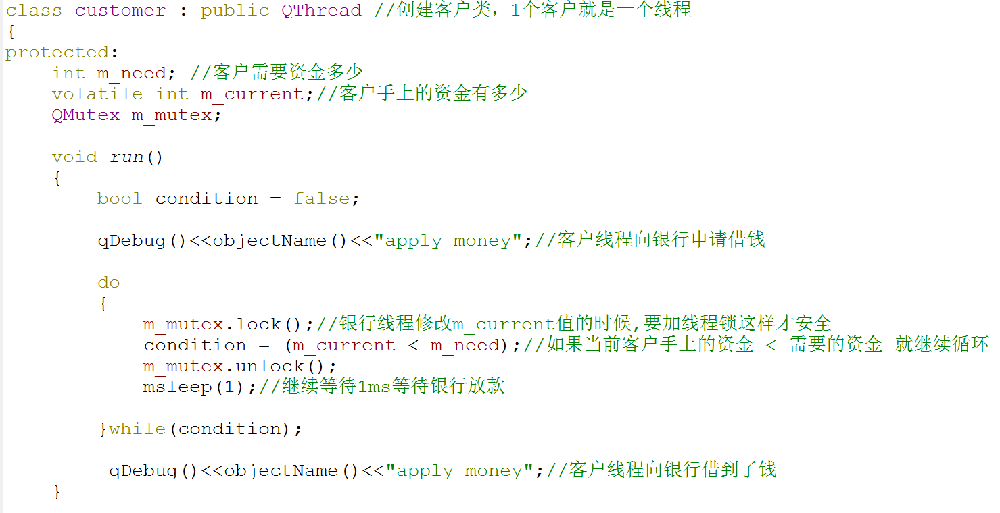 class customer : public QThread //创建客户类，1个客户就是一个线程
{
protected:
    int m_need; //客户需要资金多少
    volatile int m_current;//客户手上的资金有多少
    QMutex m_mutex;

    void run()
    {
        bool condition = false;

        qDebug()<<objectName()<<"apply money";//客户线程向银行申请借钱

        do
        {
            m_mutex.lock();//银行线程修改m_current值的时候,要加线程锁这样才安全
            condition = (m_current < m_need);//如果当前客户手上的资金 < 需要的资金 就继续循环
            m_mutex.unlock();
            msleep(1);//继续等待1ms等待银行放款

        }while(condition);

         qDebug()<<objectName()<<"apply money";//客户线程向银行借到了钱
    }